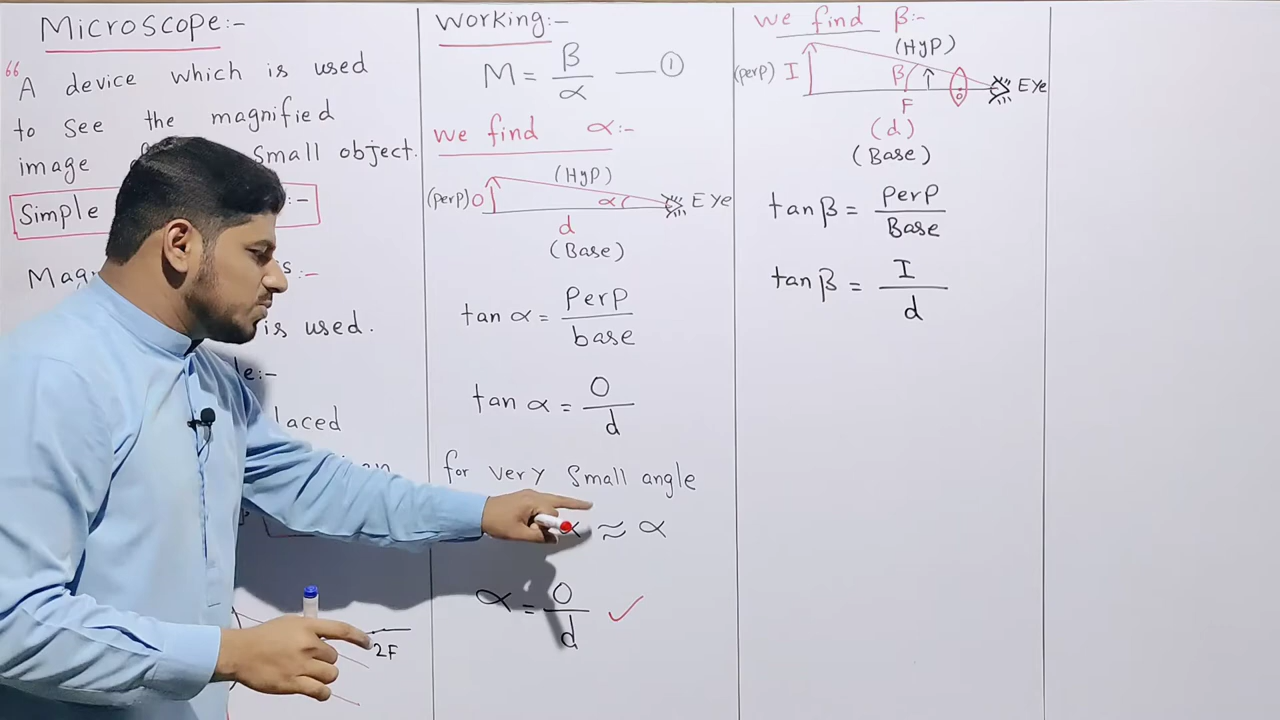 Microscope:-
“A device which is used
to see the magnified
image small object.
Simple :-
Mag s:-
is used.
le:-
laced
2F
Working:-
M = β/α —— ①
we find α:-
(Hyp)
(perp) O α Eye
d
(Base)
tan α = Perp/base
tan α = O/d
for very small angle
α ≈ α
α = O/d ✓
we find β:-
(Hyp)
(perp) I β Eye
F
(d)
(Base)
tan β = Perp/Base
tan β = I/d